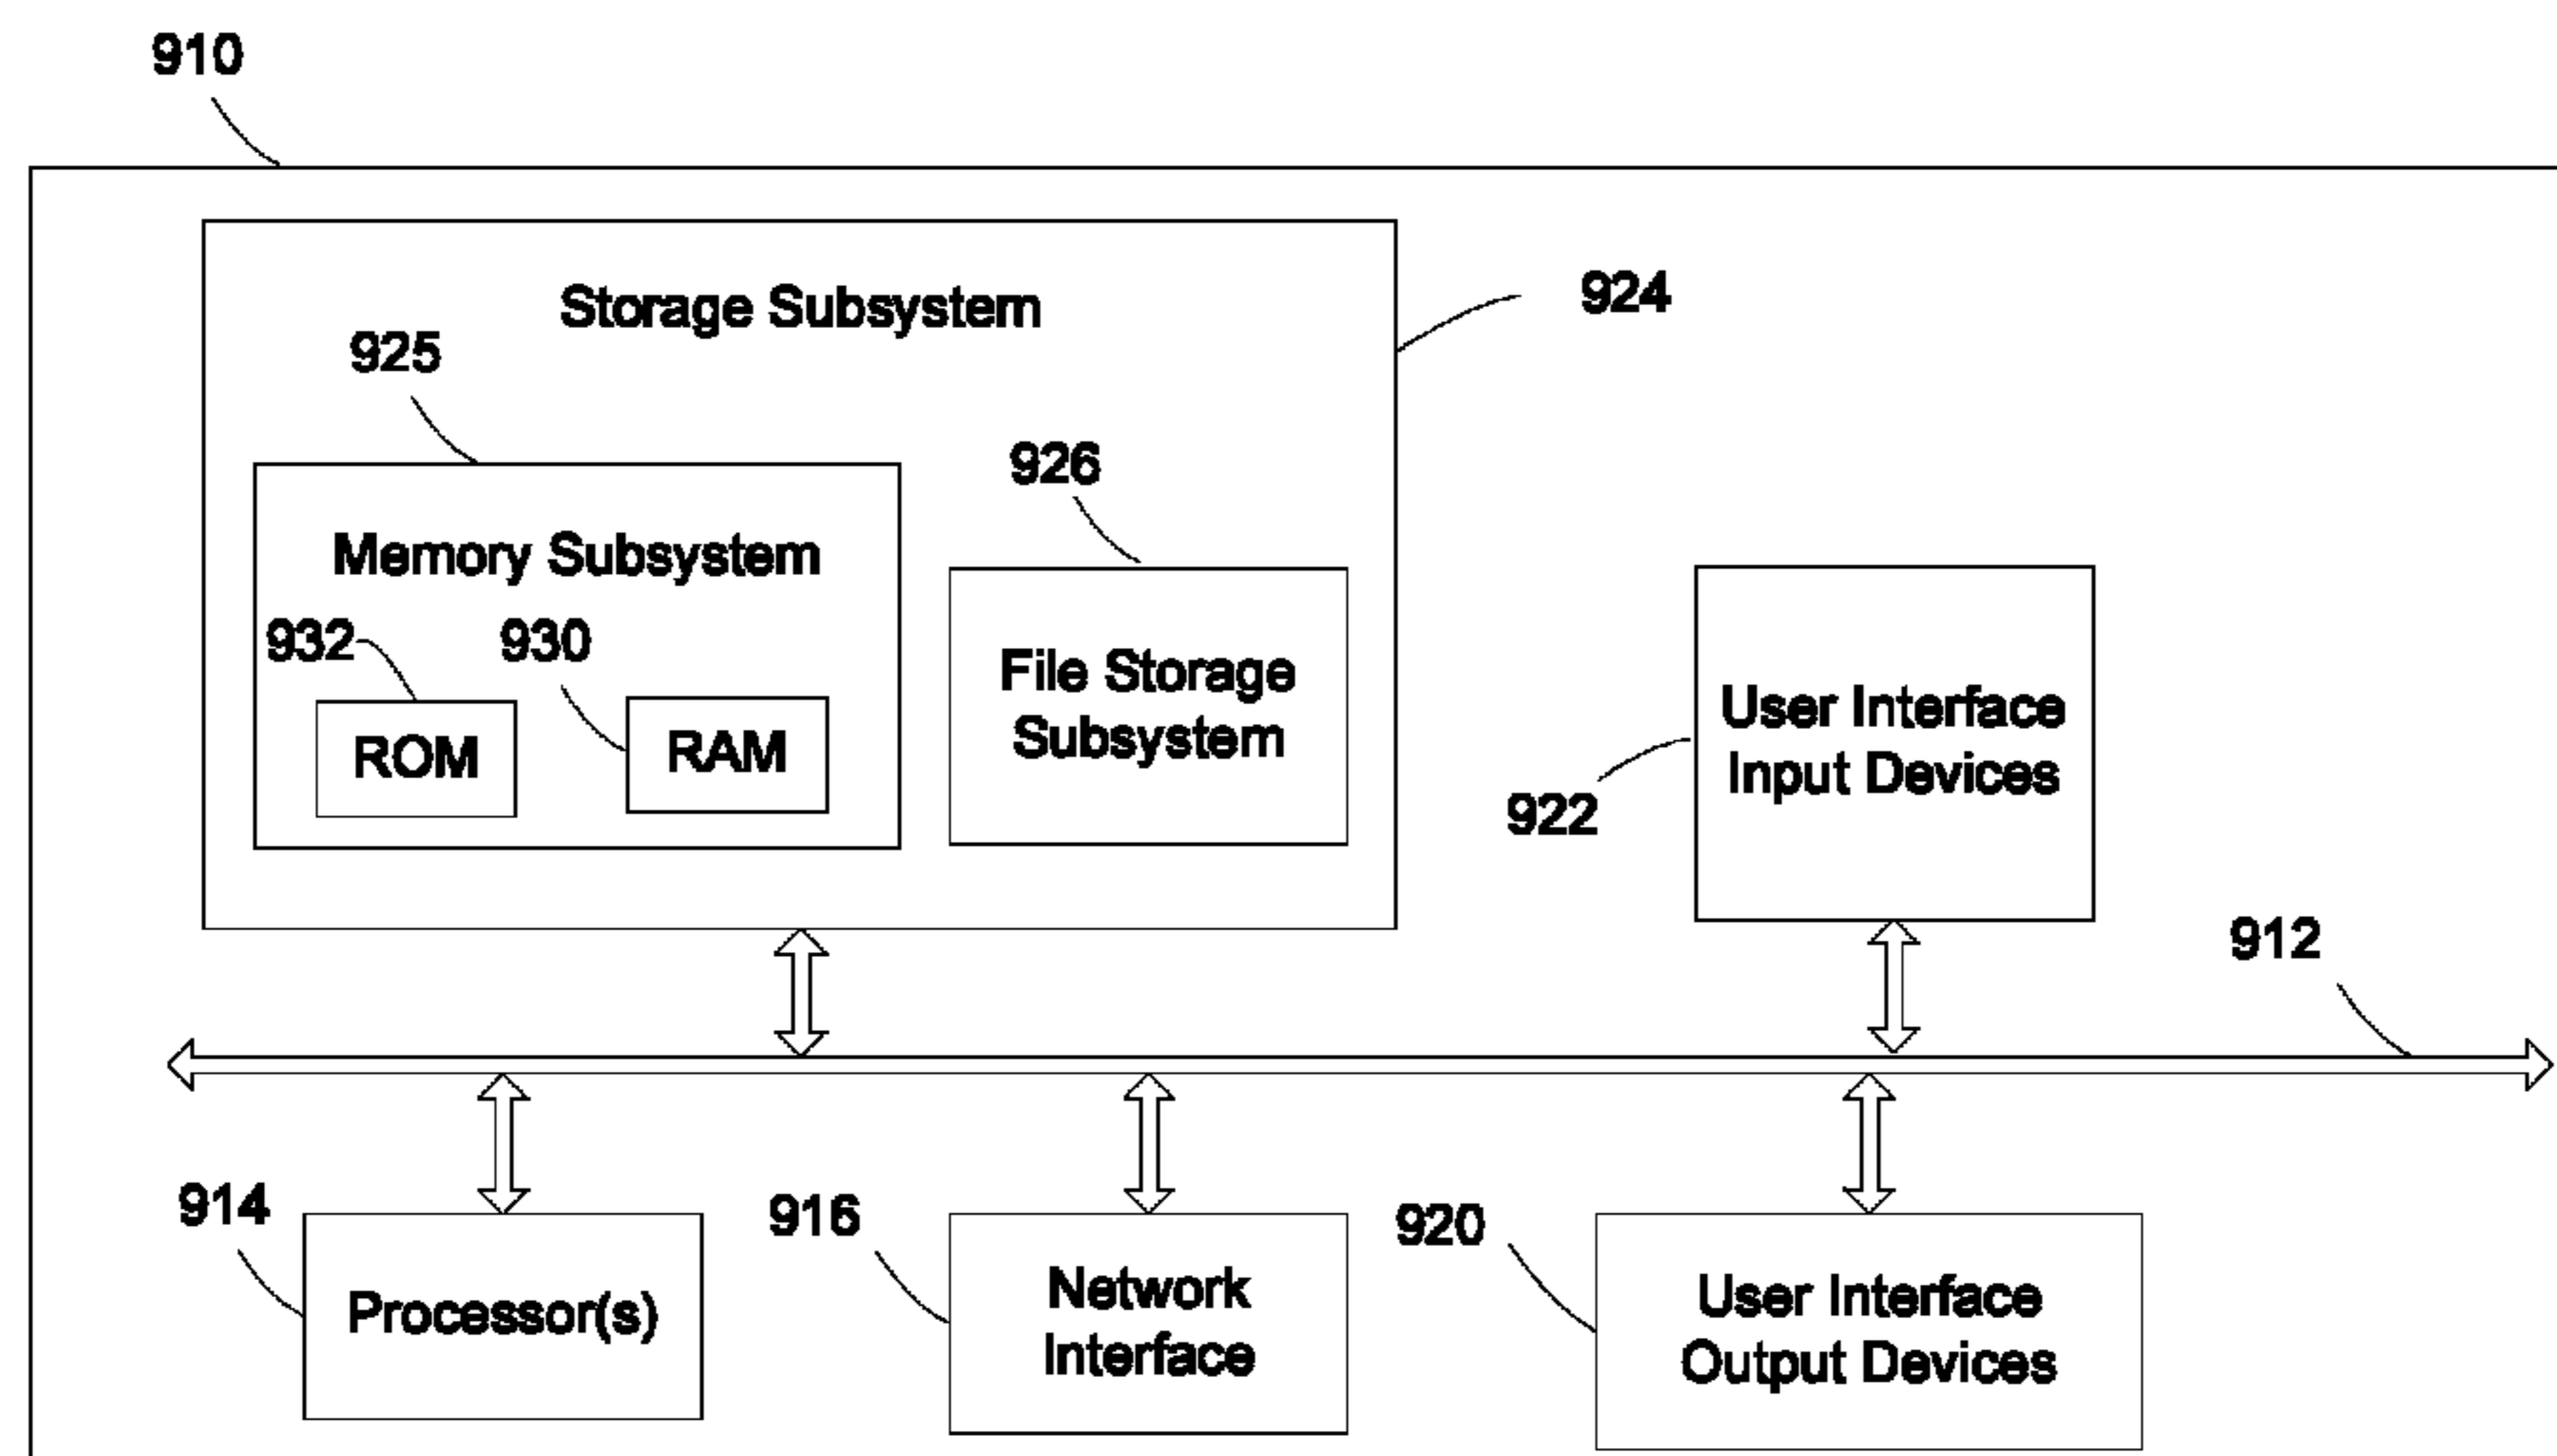 910
Storage Subsystem
924
925
926
Memory Subsystem
932
930
File Storage
Subsystem
ROM
RAM
User Interface
Input Devices
922
912
914
916
920
Processor(s)
Network
Interface
User Interface
Output Devices